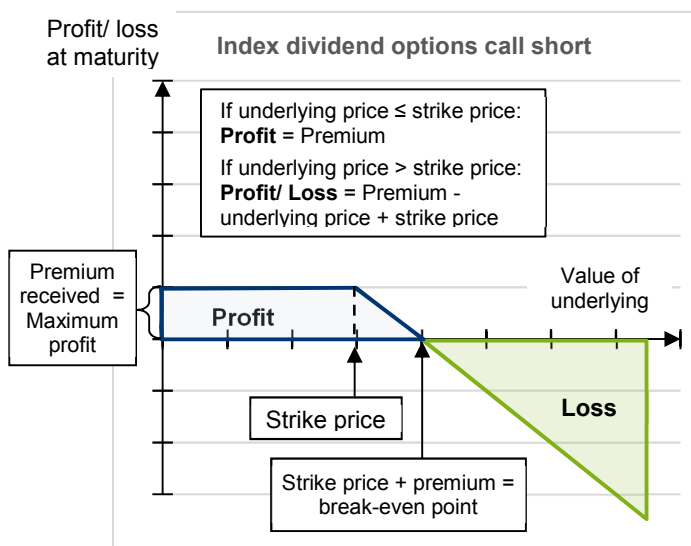 Profit/ loss
at maturity
Index dividend options call short
If underlying price ≤ strike price:
Profit = Premium
If underlying price > strike price:
Profit/ Loss = Premium -
underlying price + strike price
Premium
received =
Maximum
profit
Profit
Value of
underlying
Strike price
Loss
Strike price + premium =
break-even point